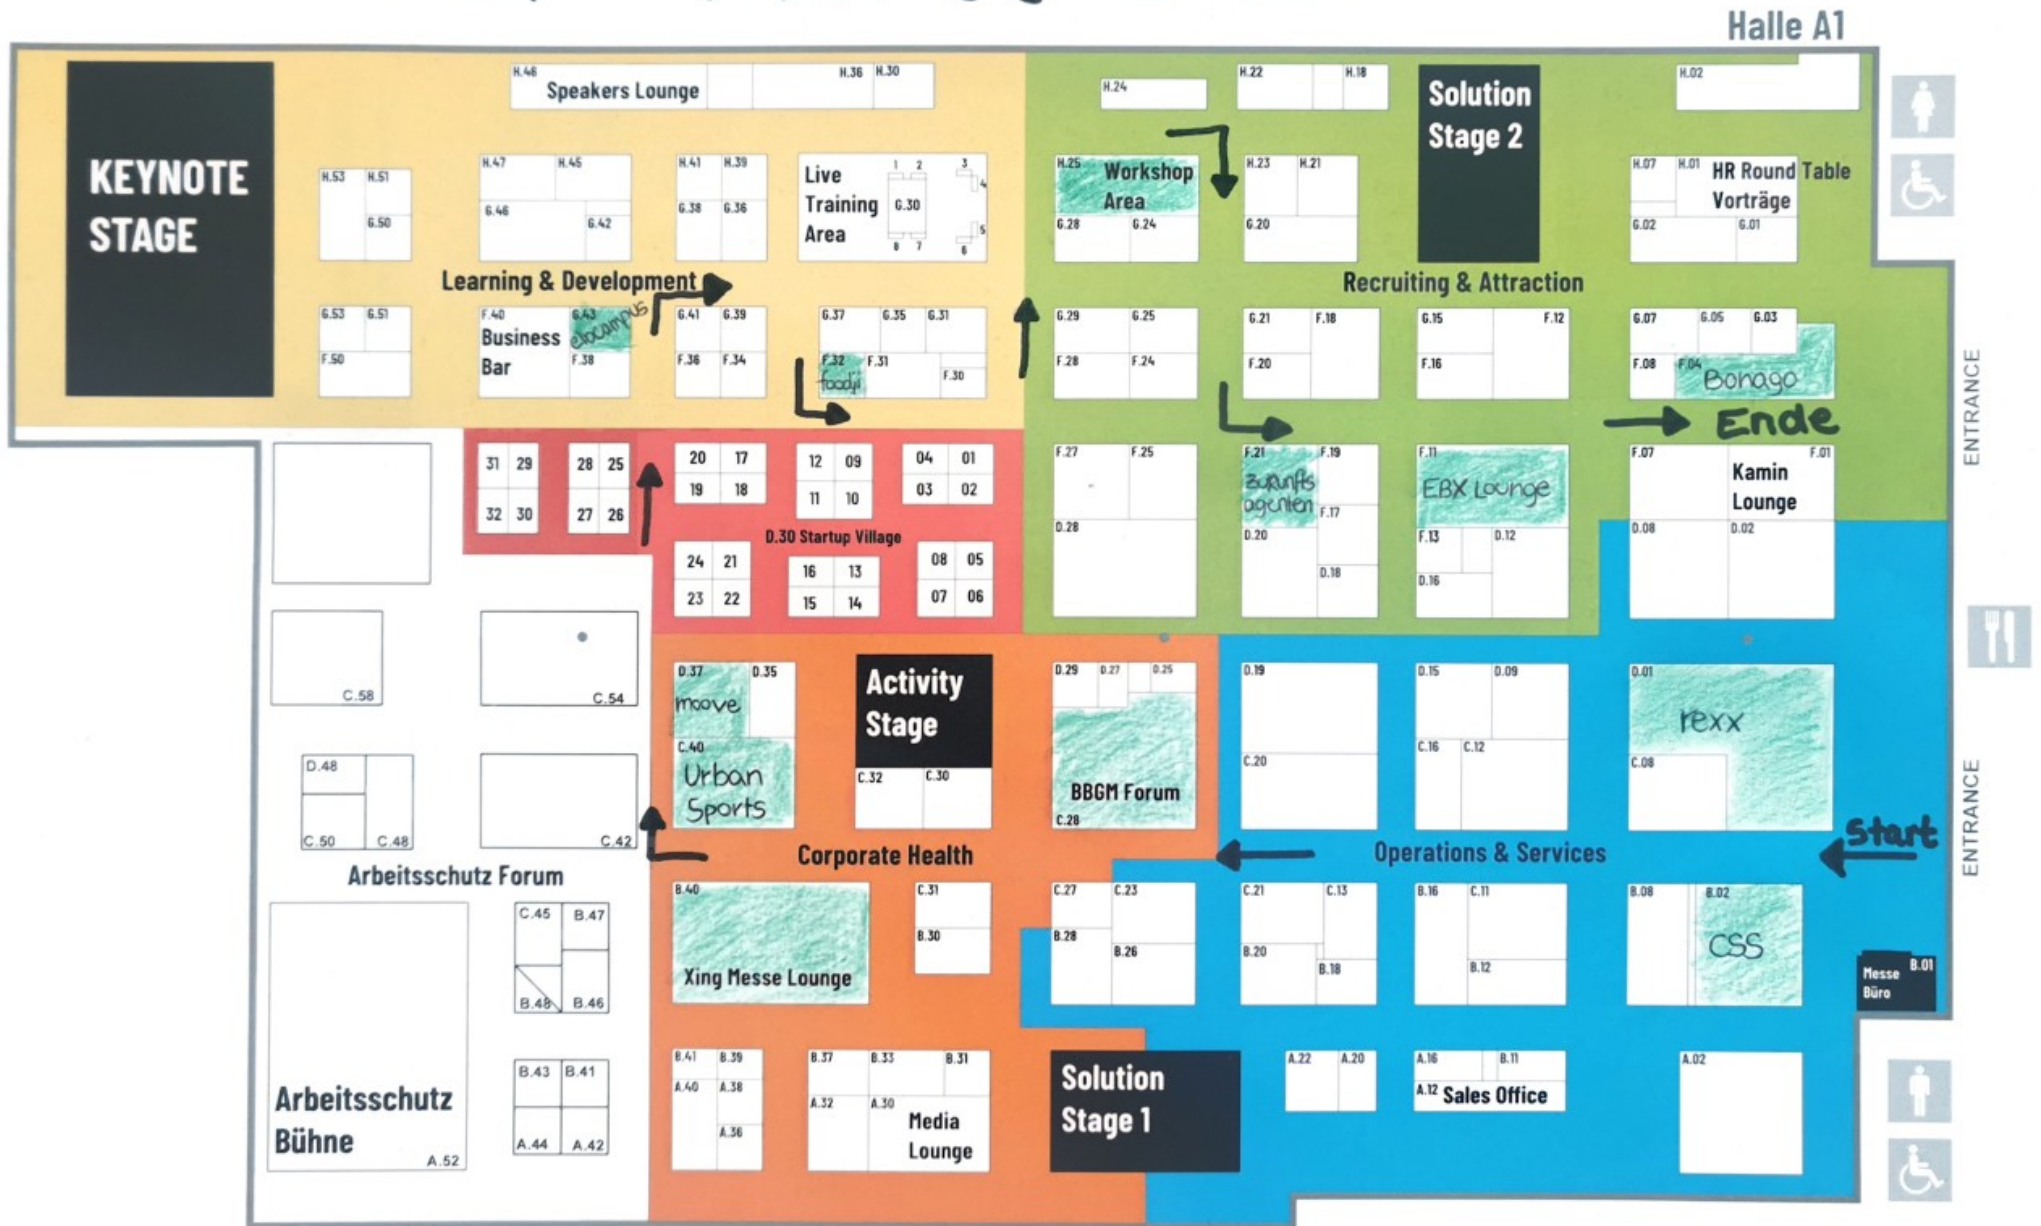 Halle A1
KEYNOTE
STAGE
H.46
Speakers Lounge
H.36
H.30
H.53
H.51
G.50
H.47
H.45
G.46
G.42
H.41
H.39
G.38
G.36
Live
Training
Area
1 2
3
4
G.30
5
6
8 7
Learning & Development
G.53
G.51
F.50
F.40
Business
Bar
G.43
ebcampus
F.38
G.41
G.39
F.36
F.34
G.37
G.35
G.31
F.32
foodji
F.31
F.30
H.24
H.22
H.18
Solution
Stage 2
H.02
H.25
Workshop
Area
G.28
G.24
H.23
H.21
G.20
H.07
H.01
HR Round Table
Vorträge
G.02
G.01
Recruiting & Attraction
G.29
G.25
F.28
F.24
G.21
F.18
F.20
G.15
F.12
F.16
G.07
G.05
G.03
F.08
F.04
Bonago
Ende
F.27
F.25
D.28
F.21
zukunfts
agenten
F.19
F.17
D.20
D.18
F.11
EBX Lounge
F.13
D.12
D.16
F.07
F.01
Kamin
Lounge
D.08
D.02
ENTRANCE
31 29
32 30
28 25
27 26
20 17
19 18
12 09
11 10
04 01
03 02
D.30 Startup Village
24 21
23 22
16 13
15 14
08 05
07 06
C.58
C.54
D.48
C.50
C.48
C.42
Arbeitsschutz Forum
C.45
B.47
B.48
B.46
Arbeitsschutz
Bühne
A.52
B.43
B.41
A.44
A.42
D.37
moove
D.35
C.40
Urban
Sports
Activity
Stage
C.32
C.30
D.29
D.27
D.25
BBGM Forum
C.28
Corporate Health
B.40
Xing Messe Lounge
C.31
B.30
B.41
B.39
A.40
A.38
A.36
B.37
B.33
B.31
A.32
A.30
Media
Lounge
D.19
C.20
D.15
D.09
C.16
C.12
D.01
rexx
C.08
Start
ENTRANCE
Operations & Services
C.27
C.23
B.28
B.26
C.21
C.13
B.20
B.18
B.16
C.11
B.12
B.08
B.02
CSS
Messe
Büro
B.01
Solution
Stage 1
A.22
A.20
A.16
B.11
A.12
Sales Office
A.02